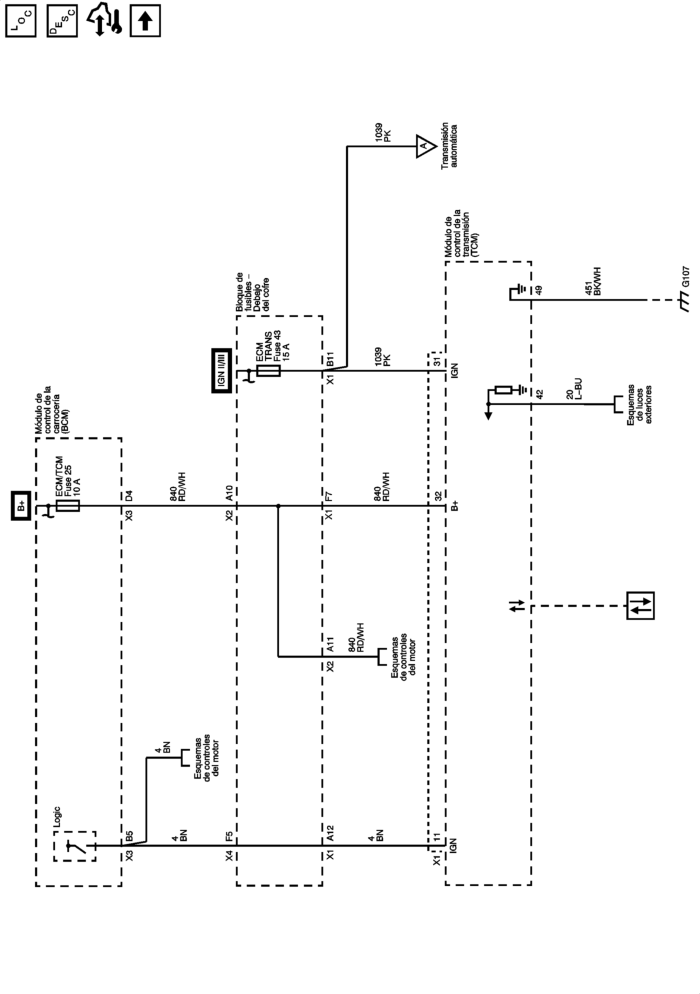 LOC
DESC
Módulo de
control de la
carrocería
(BCM)
Logic
B+
ECM/TCM
Fuse 25
10 A
X3
B5
4
BN
Esquemas
de controles
del motor
4
BN
X3
D4
840
RD/WH
Bloque de
fusibles –
Debajo
del cofre
IGN II/III
ECM
TRANS
Fuse 43
15 A
X4
F5
X2
A10
X1
A12
X2
A11
840
RD/WH
Esquemas
de controles
del motor
X1
F7
X1
B11
1039
PK
A
Transmisión
automática
4
BN
840
RD/WH
1039
PK
Módulo de
control de la
transmisión
(TCM)
X1
11
IGN
32
B+
31
IGN
42
20
L–BU
Esquemas
de luces
exteriores
49
451
BK/WH
G107